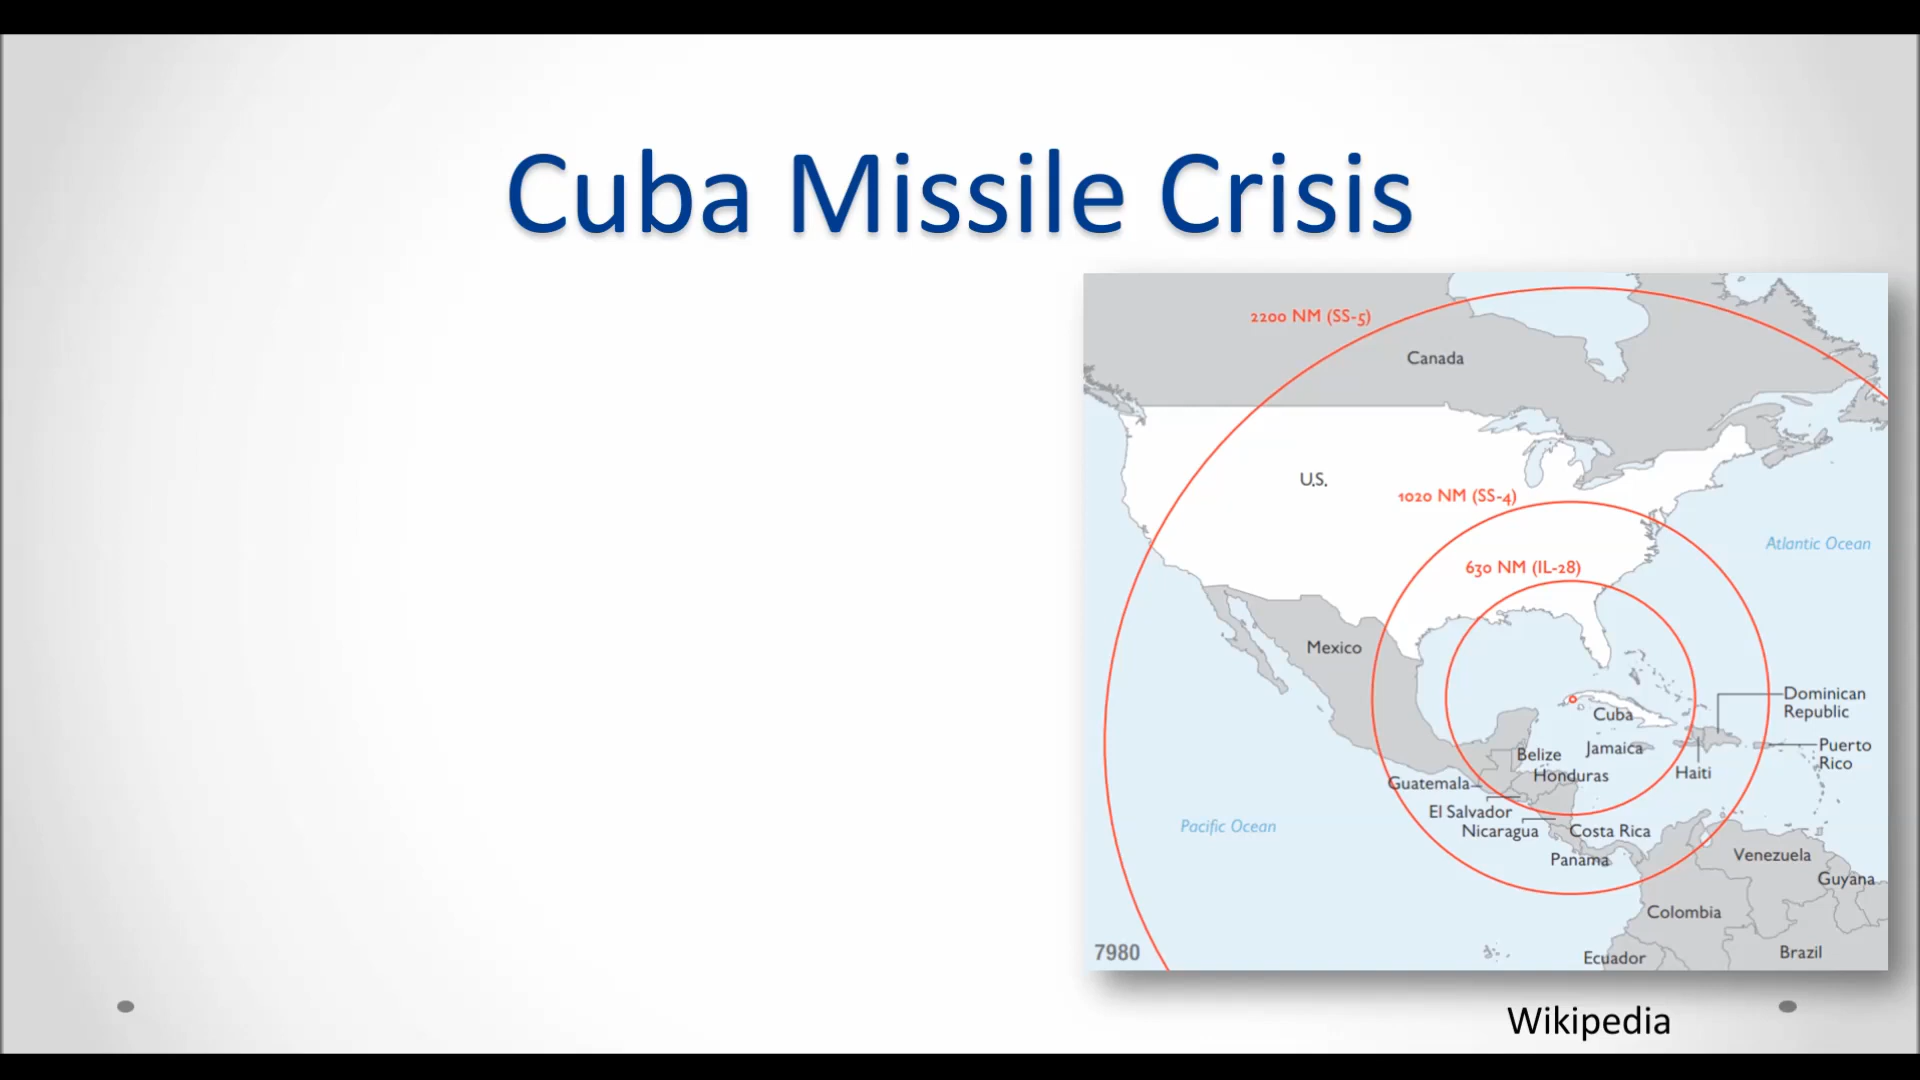 Cuba Missile Crisis
2200 NM (SS-5)
Canada
U.S.
1020 NM (SS-4)
Atlantic Ocean
630 NM (IL-28)
Mexico
Dominican
Republic
Cuba
Jamaica
Puerto
Rico
Belize
Haiti
Honduras
Guatemala
El Salvador
Nicaragua
Costa Rica
Pacific Ocean
Panama
Venezuela
Guyana
Colombia
7980
Brazil
Ecuador
Wikipedia